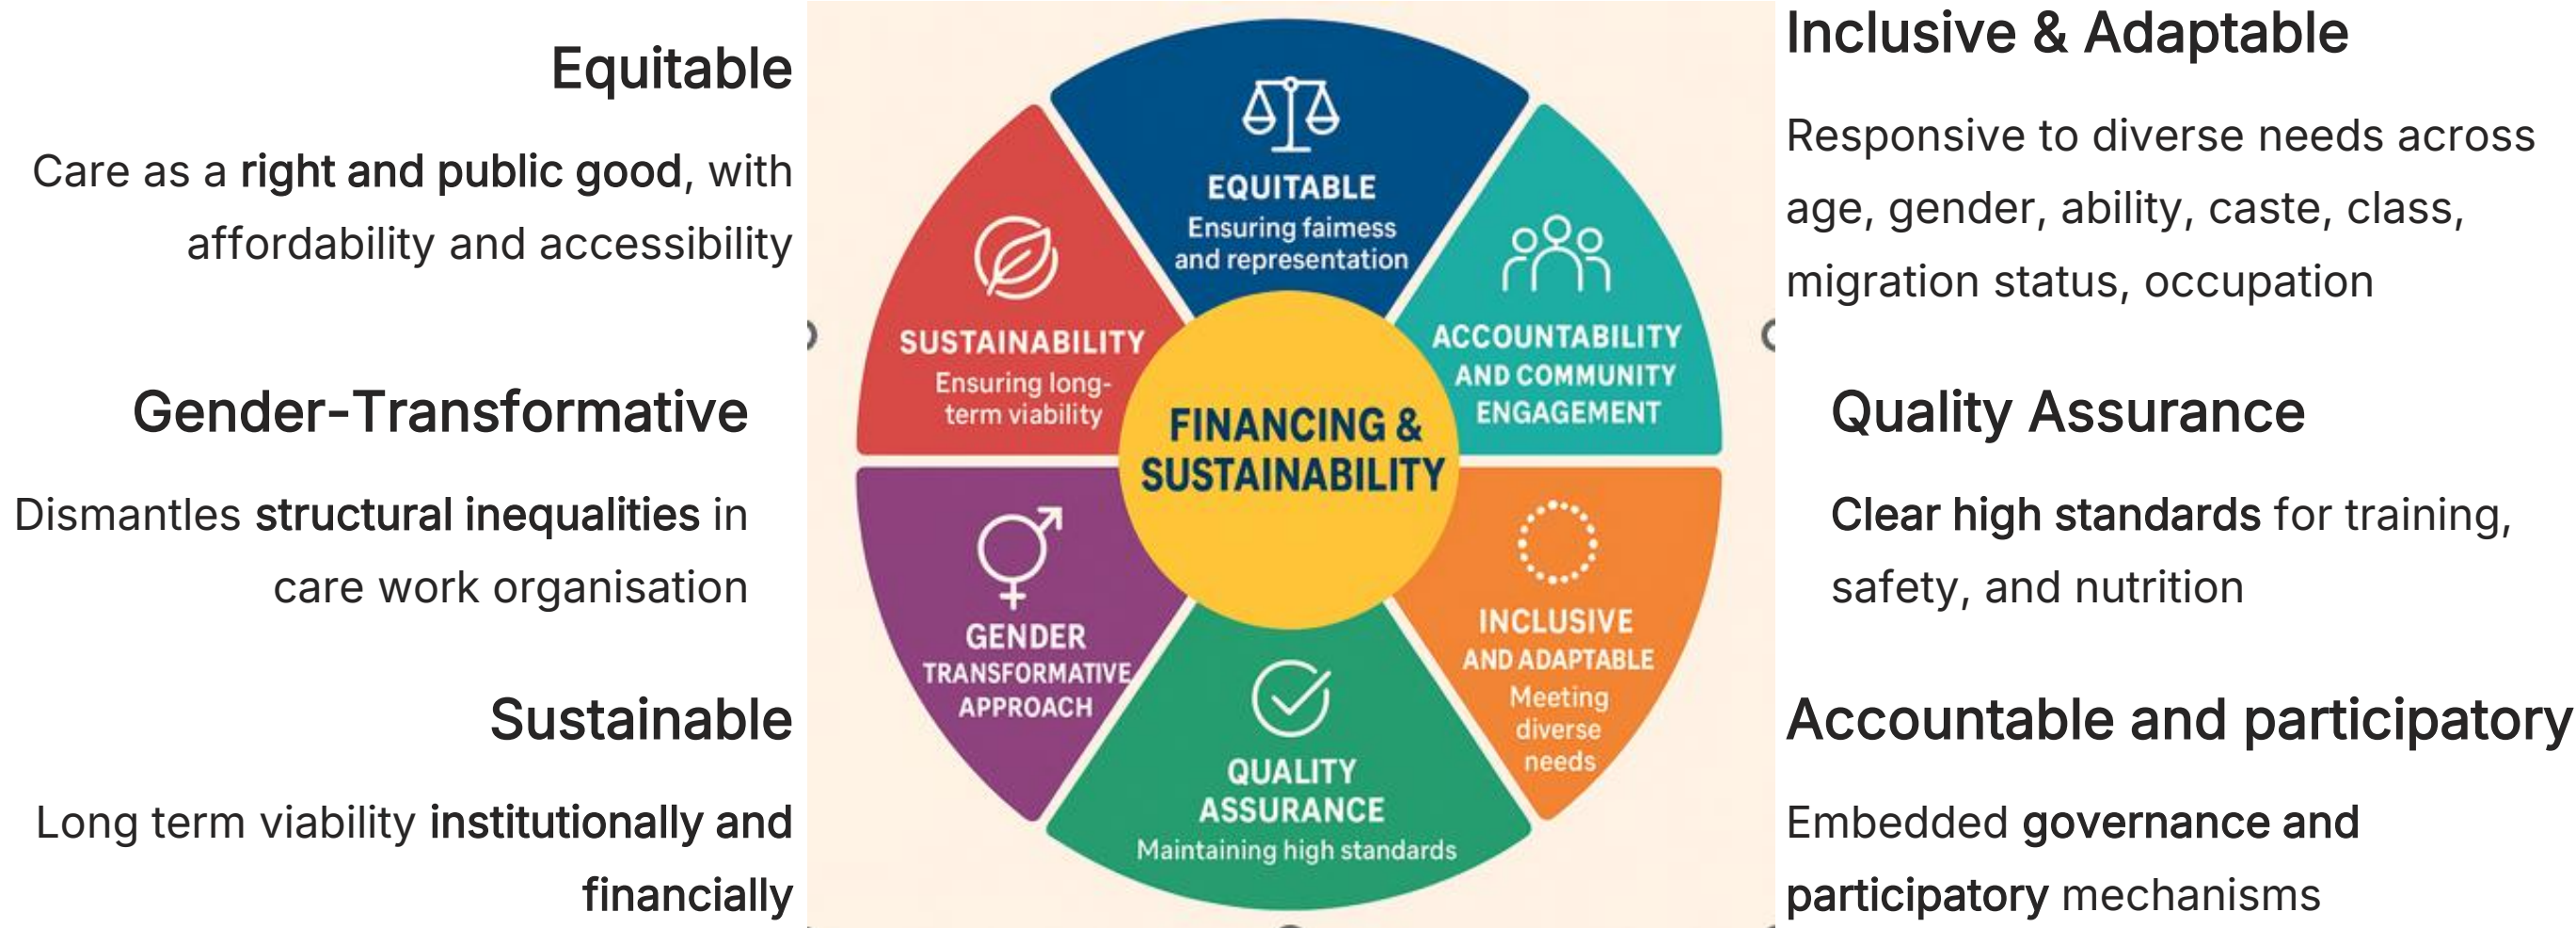 Equitable
Care as a right and public good, with
affordability and accessibility
Gender-Transformative
Dismantles structural inequalities in
care work organisation
Sustainable
Long term viability institutionally and
financially
EQUITABLE
Ensuring faimess
and representation
ACCOUNTABILITY
AND COMMUNITY
ENGAGEMENT
INCLUSIVE
AND ADAPTABLE
Meeting
diverse
needs
QUALITY
ASSURANCE
Maintaining high standards
GENDER
TRANSFORMATIVE
APPROACH
SUSTAINABILITY
Ensuring long-
term viability
FINANCING &
SUSTAINABILITY
Inclusive & Adaptable
Responsive to diverse needs across
age, gender, ability, caste, class,
migration status, occupation
Quality Assurance
Clear high standards for training,
safety, and nutrition
Accountable and participatory
Embedded governance and
participatory mechanisms